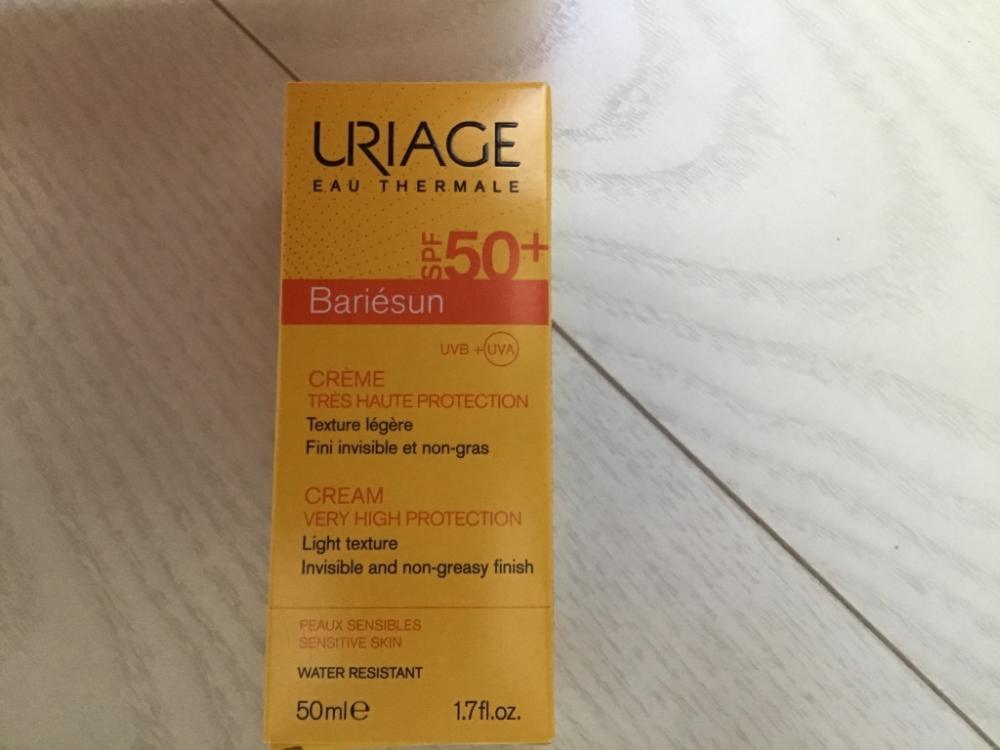 URIAGE
EAU THERMALE
SPF 50+
Bariésun
UVB + UVA
CRÈME
TRÈS HAUTE PROTECTION
Texture légère
Fini invisible et non-gras
CREAM
VERY HIGH PROTECTION
Light texture
Invisible and non-greasy finish
PEAUX SENSIBLES
SENSITIVE SKIN
WATER RESISTANT
50ml℮ 1.7fl.oz.